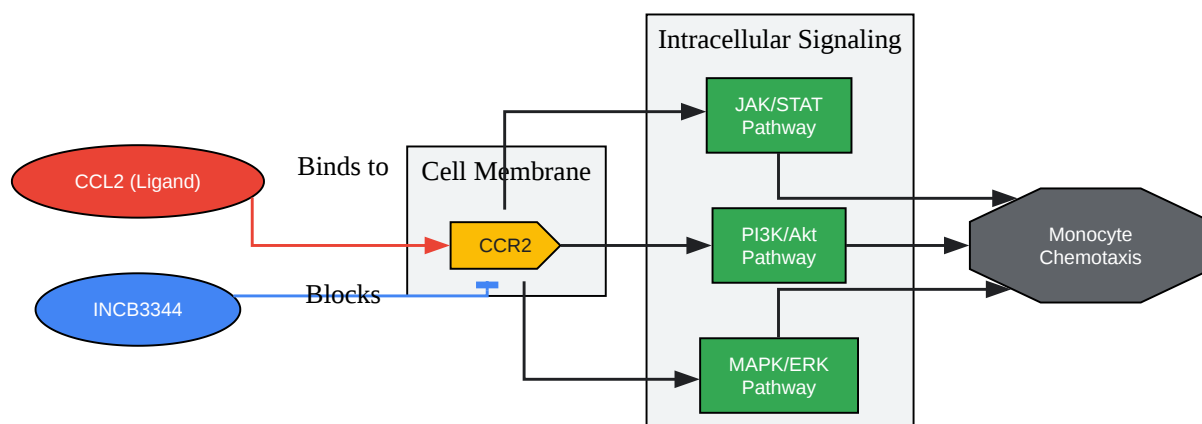 Intracellular Signaling
JAK/STAT
Pathway
Binds to
Cell Membrane
CCL2 (Ligand)
CCR2
PI3K/Akt
Pathway
Monocyte
Chemotaxis
Blocks
INCB3344
MAPK/ERK
Pathway